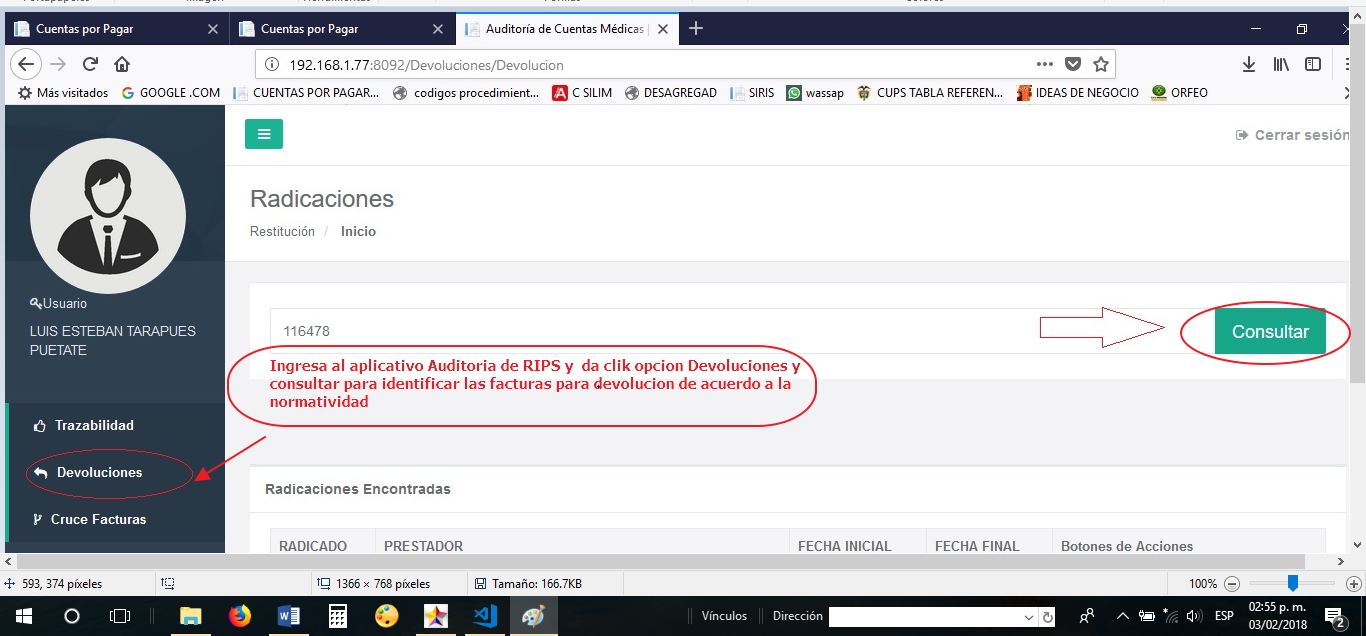 Cuentas por Pagar
Cuentas por Pagar
Auditoría de Cuentas Médicas
192.168.1.77:8092/Devoluciones/Devolucion
Más visitados
GOOGLE .COM
CUENTAS POR PAGAR...
codigos procedimient...
C SILIM
DESAGREGAD
SIRIS
wassap
CUPS TABLA REFEREN...
IDEAS DE NEGOCIO
ORFEO
Cerrar sesión
Radicaciones
Restitución / Inicio
Usuario
LUIS ESTEBAN TARAPUES
PUETATE
116478
Consultar
Ingresa al aplicativo Auditoria de RIPS y da clik opcion Devoluciones y
consultar para identificar las facturas para devolucion de acuerdo a la
normatividad
Trazabilidad
Devoluciones
Cruce Facturas
Radicaciones Encontradas
RADICADO PRESTADOR FECHA INICIAL FECHA FINAL Botones de Acciones
593, 374 píxeles
1366 × 768 píxeles
Tamaño: 166.7KB
100%
Vínculos
Dirección
ESP
02:55 p. m.
03/02/2018
2